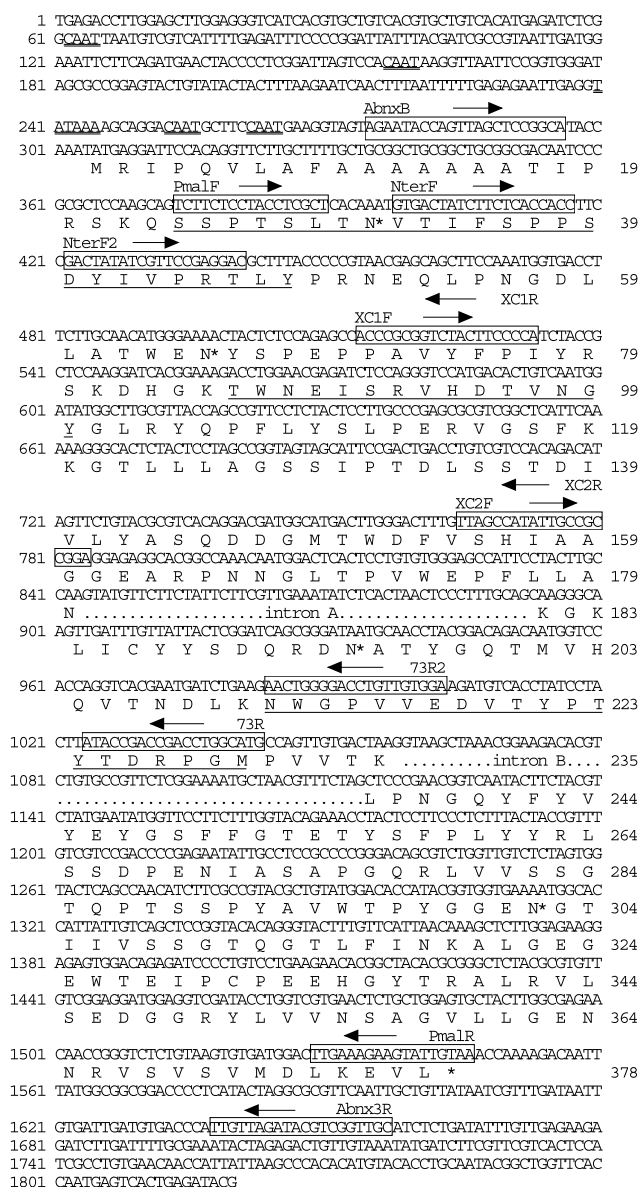 1 TGAGACCTTGGAGCTTGGAGGGTCATCACGTGCTGTCACGTGCTGTCACATGAGATCTCG
61 GCAATTAATGTCGTCATTTTGAGATTTCCCCGGATTATTTACGATCGCCGTAATTGATGG
121 AAATTCTTCAGATGAACTACCCCTCGGATTAGTCCACAATAAGGTTAATTCCGGTGGGAT
181 AGCGCCGGAGTACTGTATACTACTTTAAGAATCAACTTTAATTTTTGAGAGAATTGAGGT
AbnxB
241 ATAAAAGCAGGACAATGCTTCCAATGAAGGTAGTAGAATACCAGTTAGCTCCGGCATACC
301 AAATATGAGGATTCCACAGGTTCTTGCTTTTGCTGCGGCTGCGGCTGCGGCGACAATCCC
M R I P Q V L A F A A A A A A A T I P 19
PmalF NterF
361 GCGCTCCAAGCAGTCTTCTCCTACCTCGCTCACAAATGTGACTATCTTCTCACCACCTTC
R S K Q S S P T S L T N* V T I F S P P S 39
NterF2
421 CGACTATATCGTTCCGAGGACGCTTTACCCCCGTAACGAGCAGCTTCCAAATGGTGACCT
D Y I V P R T L Y P R N E Q L P N G D L 59
XC1R
XC1F
481 TCTTGCAACATGGGAAAACTACTCTCCAGAGCCACCCGCGGTCTACTTCCCCATCTACCG
L A T W E N* Y S P E P P A V Y F P I Y R 79
541 CTCCAAGGATCACGGAAAGACCTGGAACGAGATCTCCAGGGTCCATGACACTGTCAATGG
S K D H G K T W N E I S R V H D T V N G 99
601 ATATGGCTTGCGTTACCAGCCGTTCCTCTACTCCTTGCCCGAGCGCGTCGGCTCATTCAA
Y G L R Y Q P F L Y S L P E R V G S F K 119
661 AAAGGGCACTCTACTCCTAGCCGGTAGTAGCATTCCGACTGACCTGTCGTCCACAGACAT
K G T L L L A G S S I P T D L S S T D I 139
XC2R
XC2F
721 AGTTCTGTACGCGTCACAGGACGATGGCATGACTTGGGACTTTGTTAGCCATATTGCCGC
V L Y A S Q D D G M T W D F V S H I A A 159
781 CGGAGGAGAGGCACGGCCAAACAATGGACTCACTCCTGTGTGGGAGCCATTCCTACTTGC
G G E A R P N N G L T P V W E P F L L A 179
841 CAAGTATGTTCTTCTATTCTTCGTTGAAATATCTCACTAACTCCCTTTGCAGCAAGGGCA
N ......................intron A...................... K G K 183
901 AGTTGATTTGTTATTACTCGGATCAGCGGGATAATGCAACCTACGGACAGACAATGGTCC
L I C Y Y S D Q R D N* A T Y G Q T M V H 203
73R2
961 ACCAGGTCACGAATGATCTGAAGAACTGGGGACCTGTTGTGGAAGATGTCACCTATCCTA
Q V T N D L K N W G P V V E D V T Y P T 223
73R
1021 CTTATACCGACCGACCTGGCATGCCAGTTGTGACTAAGGTAAGCTAAACGGAAGACACGT
Y T D R P G M P V V T K .........intron B.... 235
1081 CTGTGCCGTTCTCGGAAAATGCTAACGTTTCTAGCTCCCGAACGGTCAATACTTCTACGT
...................................L P N G Q Y F Y V 244
1141 CTATGAATATGGTTCCTTCTTTGGTACAGAAACCTACTCCTTCCCTCTTTACTACCGTTT
Y E Y G S F F G T E T Y S F P L Y Y R L 264
1201 GTCGTCCGACCCCGAGAATATTGCCTCCGCCCCGGGACAGCGTCTGGTTGTCTCTAGTGG
S S D P E N I A S A P G Q R L V V S S G 284
1261 TACTCAGCCAACATCTTCGCCGTACGCTGTATGGACACCATACGGTGGTGAAAATGGCAC
T Q P T S S P Y A V W T P Y G G E N* G T 304
1321 CATTATTGTCAGCTCCGGTACACAGGGTACTTTGTTCATTAACAAAGCTCTTGGAGAAGG
I I V S S G T Q G T L F I N K A L G E G 324
1381 AGAGTGGACAGAGATCCCCTGTCCTGAAGAACACGGCTACACGCGGGCTCTACGCGTGTT
E W T E I P C P E E H G Y T R A L R V L 344
1441 GTCGGAGGATGGAGGTCGATACCTGGTCGTGAACTCTGCTGGAGTGCTACTTGGCGAGAA
S E D G G R Y L V V N S A G V L L G E N 364
PmalR
1501 CAACCGGGTCTCTGTAAGTGTGATGGACTTGAAAGAAGTATTGTAAACCAAAAGACAATT
N R V S V S V M D L K E V L * 378
1561 TATGGCGGCGGACCCCTCATACTAGGCGCGTTCAATTGCTGTTATAATCGTTTGATAATT
Abnx3R
1621 GTGATTGATGTGACCCATTGTTAGATACGTCGGTTGCATCTCTGATATTTGTTGAGAAGA
1681 GATCTTGATTTTGCGAAATACTAGAGACTGTTGTAAATATGATCTTCGTTCGTCACTCCA
1741 TCGCCTGTGAACAACCATTATTAAGCCCACACATGTACACCTGCAATACGGCTGGTTCAC
1801 CAATGAGTCACTGAGATACG